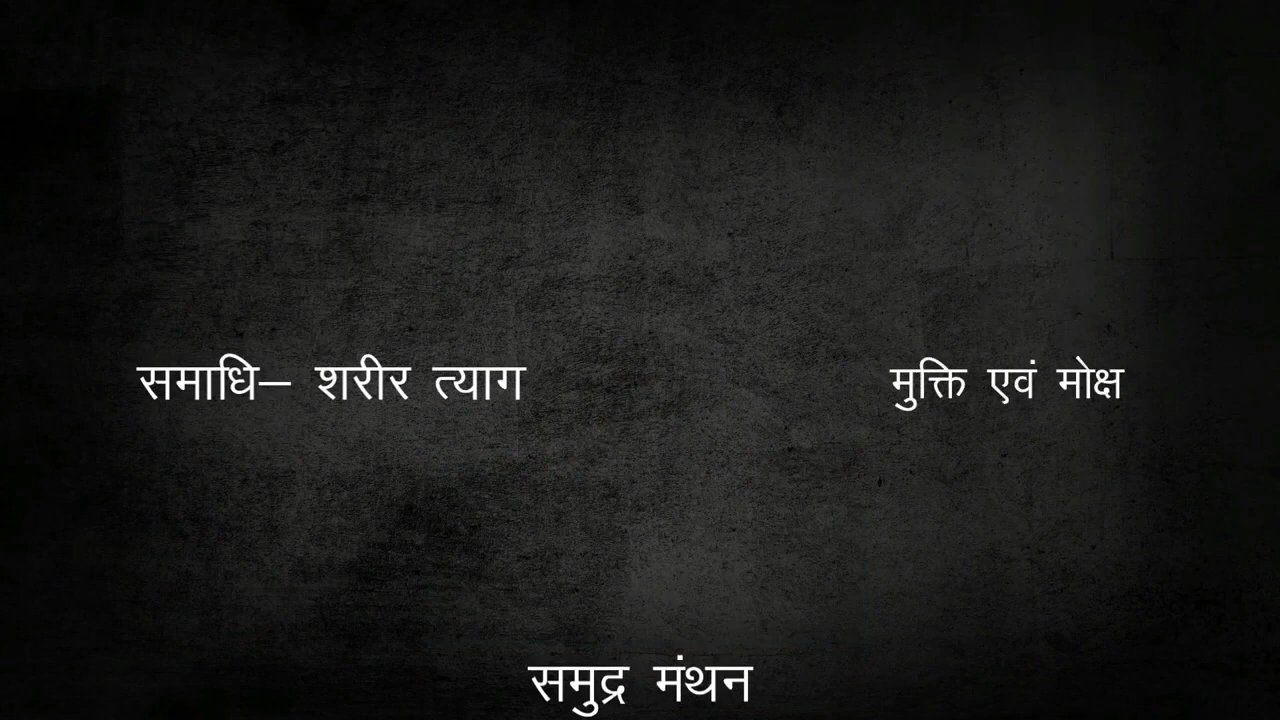 समाधि– शरीर त्याग
मुक्ति एवं मोक्ष
समुद्र मंथन